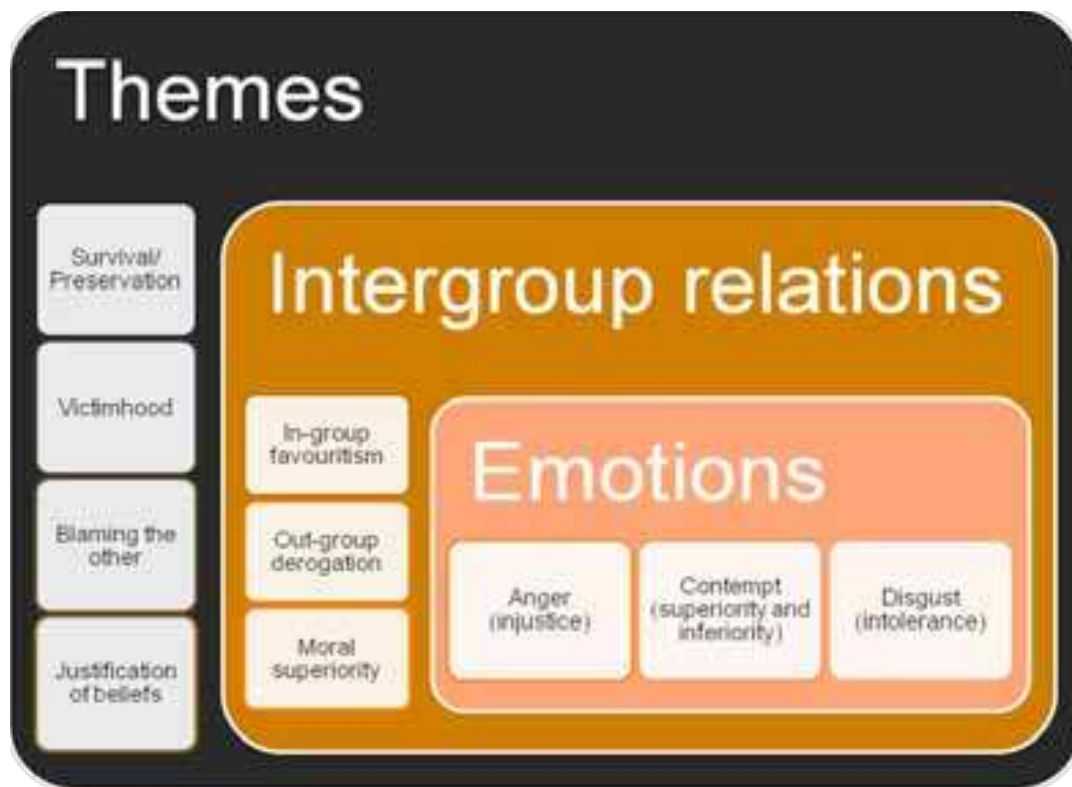 Themes
Survival/
Preservation
Victimhood
Blaming the
other
Justification
of beliefs
Intergroup relations
In-group
favouritism
Out-group
derogation
Moral
superiority
Emotions
Anger
(injustice)
Contempt
(superiority and
inferiority)
Disgust
(intolerance)